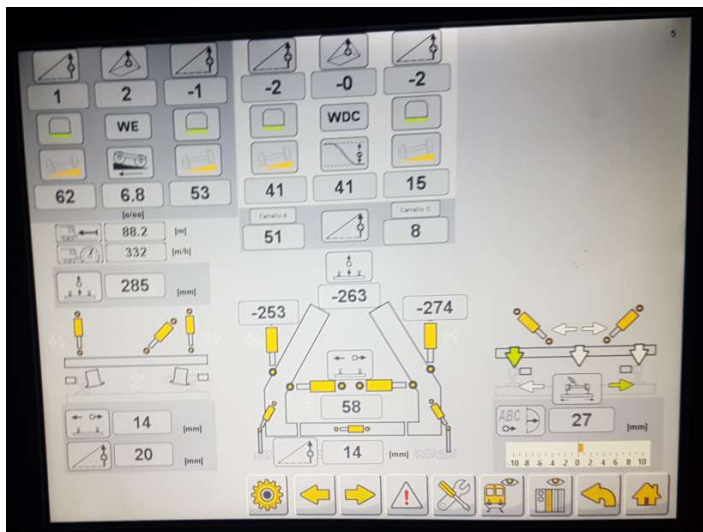 5
1 2 -1 -2 -0 -2
WE WDC
62 6.8 53 41 41 15
[o/oo]
Carrello A Carrello C
88.2 [m] 51 8
332 [m/h]
285 [mm]
-253 -263 -274
58
14 [mm]
20 [mm]
14 [mm]
ABC 27 [mm]
-10 -8 -6 -4 -2 0 2 4 6 8 10